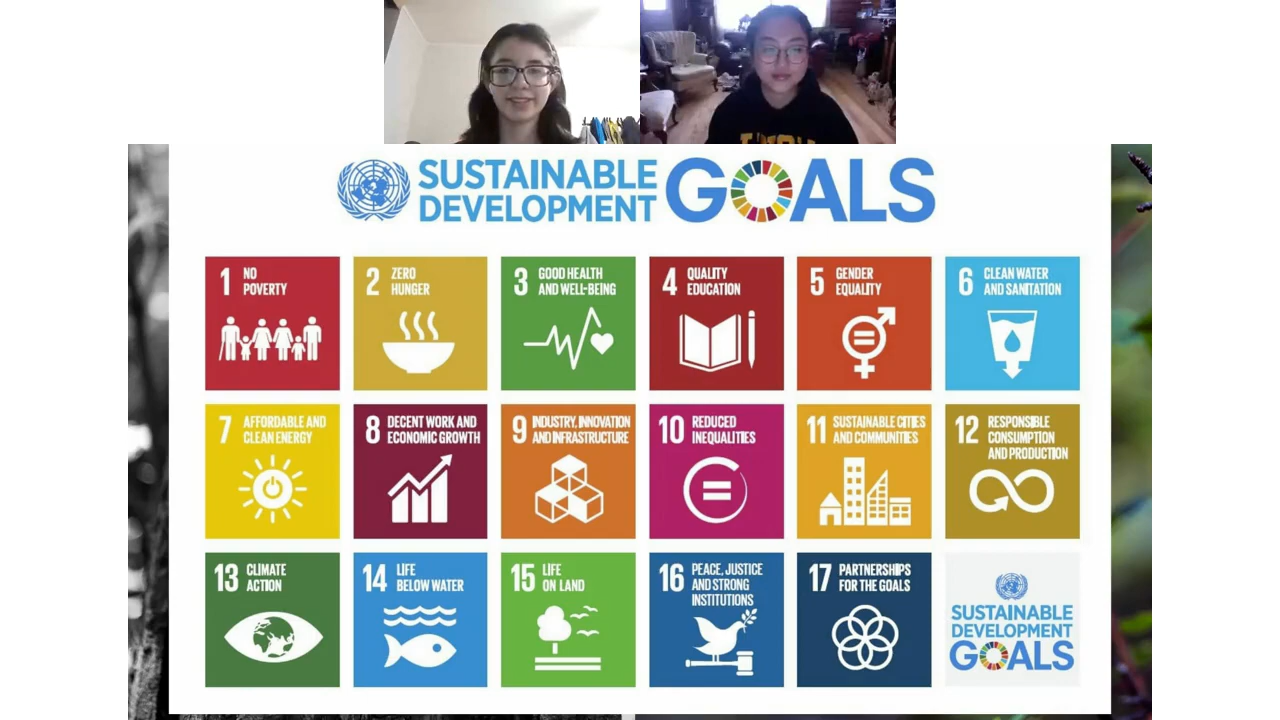 SUSTAINABLE
DEVELOPMENT
GOALS
1 NO
POVERTY
2 ZERO
HUNGER
3 GOOD HEALTH
AND WELL-BEING
4 QUALITY
EDUCATION
5 GENDER
EQUALITY
6 CLEAN WATER
AND SANITATION
7 AFFORDABLE AND
CLEAN ENERGY
8 DECENT WORK AND
ECONOMIC GROWTH
9 INDUSTRY, INNOVATION
AND INFRASTRUCTURE
10 REDUCED
INEQUALITIES
11 SUSTAINABLE CITIES
AND COMMUNITIES
12 RESPONSIBLE
CONSUMPTION
AND PRODUCTION
13 CLIMATE
ACTION
14 LIFE
BELOW WATER
15 LIFE
ON LAND
16 PEACE, JUSTICE
AND STRONG
INSTITUTIONS
17 PARTNERSHIPS
FOR THE GOALS
SUSTAINABLE
DEVELOPMENT
GOALS